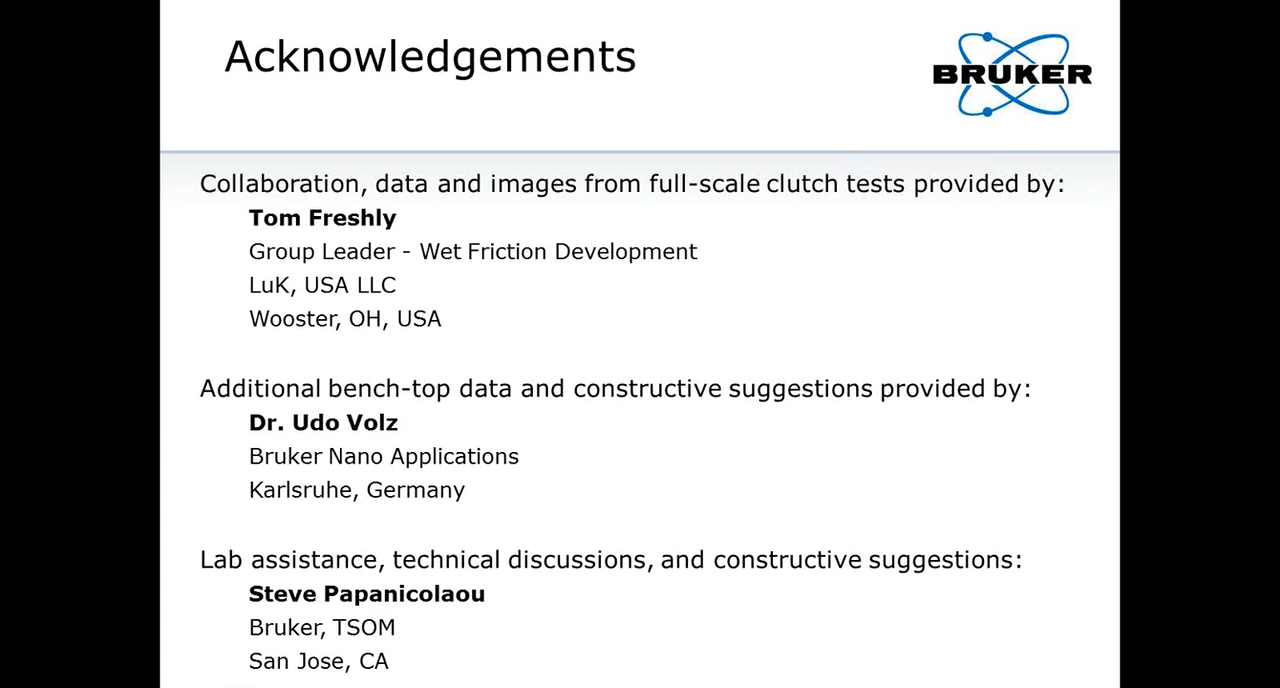 Acknowledgements
BRUKER
Collaboration, data and images from full-scale clutch tests provided by:
Tom Freshly
Group Leader - Wet Friction Development
LuK, USA LLC
Wooster, OH, USA
Additional bench-top data and constructive suggestions provided by:
Dr. Udo Volz
Bruker Nano Applications
Karlsruhe, Germany
Lab assistance, technical discussions, and constructive suggestions:
Steve Papanicolaou
Bruker, TSOM
San Jose, CA